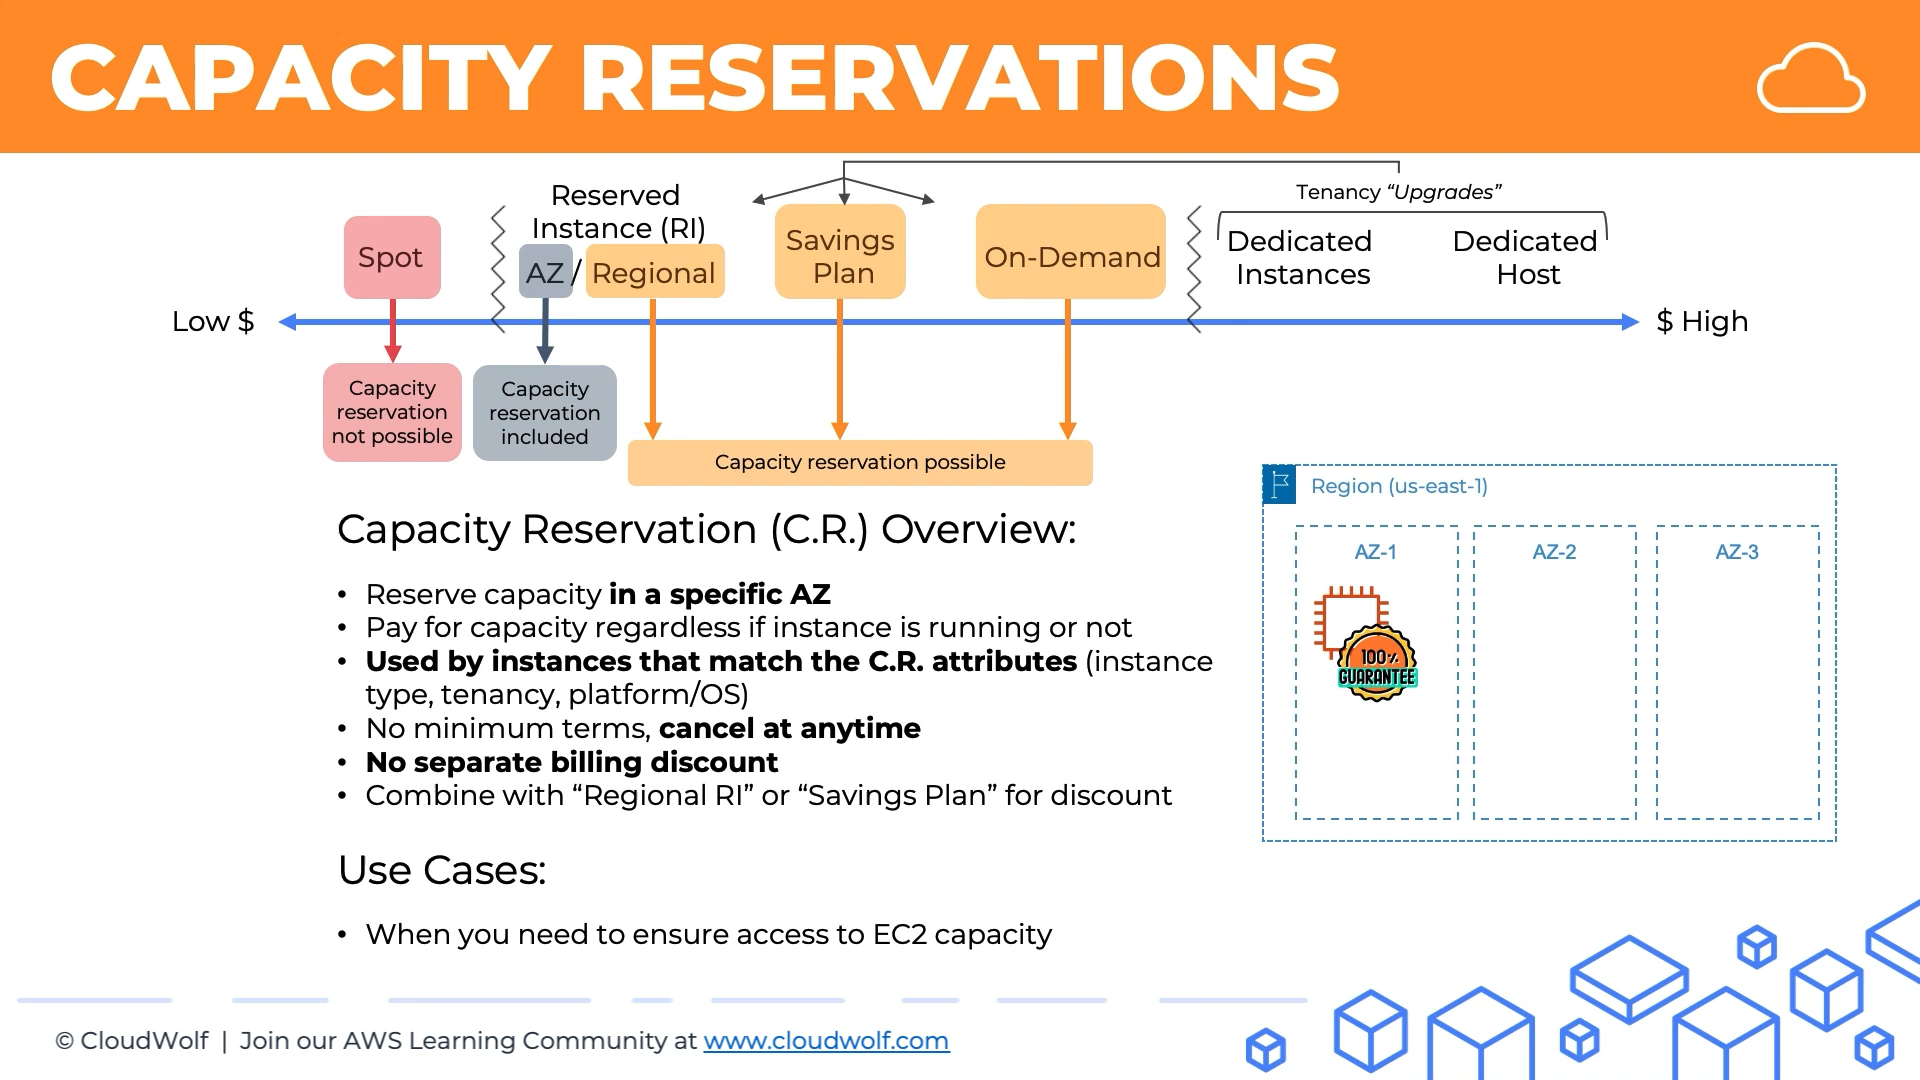 CAPACITY RESERVATIONS
Tenancy “Upgrades”
Reserved
Instance (RI)
Spot
AZ / Regional
Savings
Plan
On-Demand
Dedicated
Instances
Dedicated
Host
Low $
$ High
Capacity
reservation
not possible
Capacity
reservation
included
Capacity reservation possible
Region (us-east-1)
AZ-1
AZ-2
AZ-3
100%
GUARANTEE
Capacity Reservation (C.R.) Overview:
• Reserve capacity in a specific AZ
• Pay for capacity regardless if instance is running or not
• Used by instances that match the C.R. attributes (instance
type, tenancy, platform/OS)
• No minimum terms, cancel at anytime
• No separate billing discount
• Combine with “Regional RI” or “Savings Plan” for discount
Use Cases:
• When you need to ensure access to EC2 capacity
© CloudWolf | Join our AWS Learning Community at www.cloudwolf.com